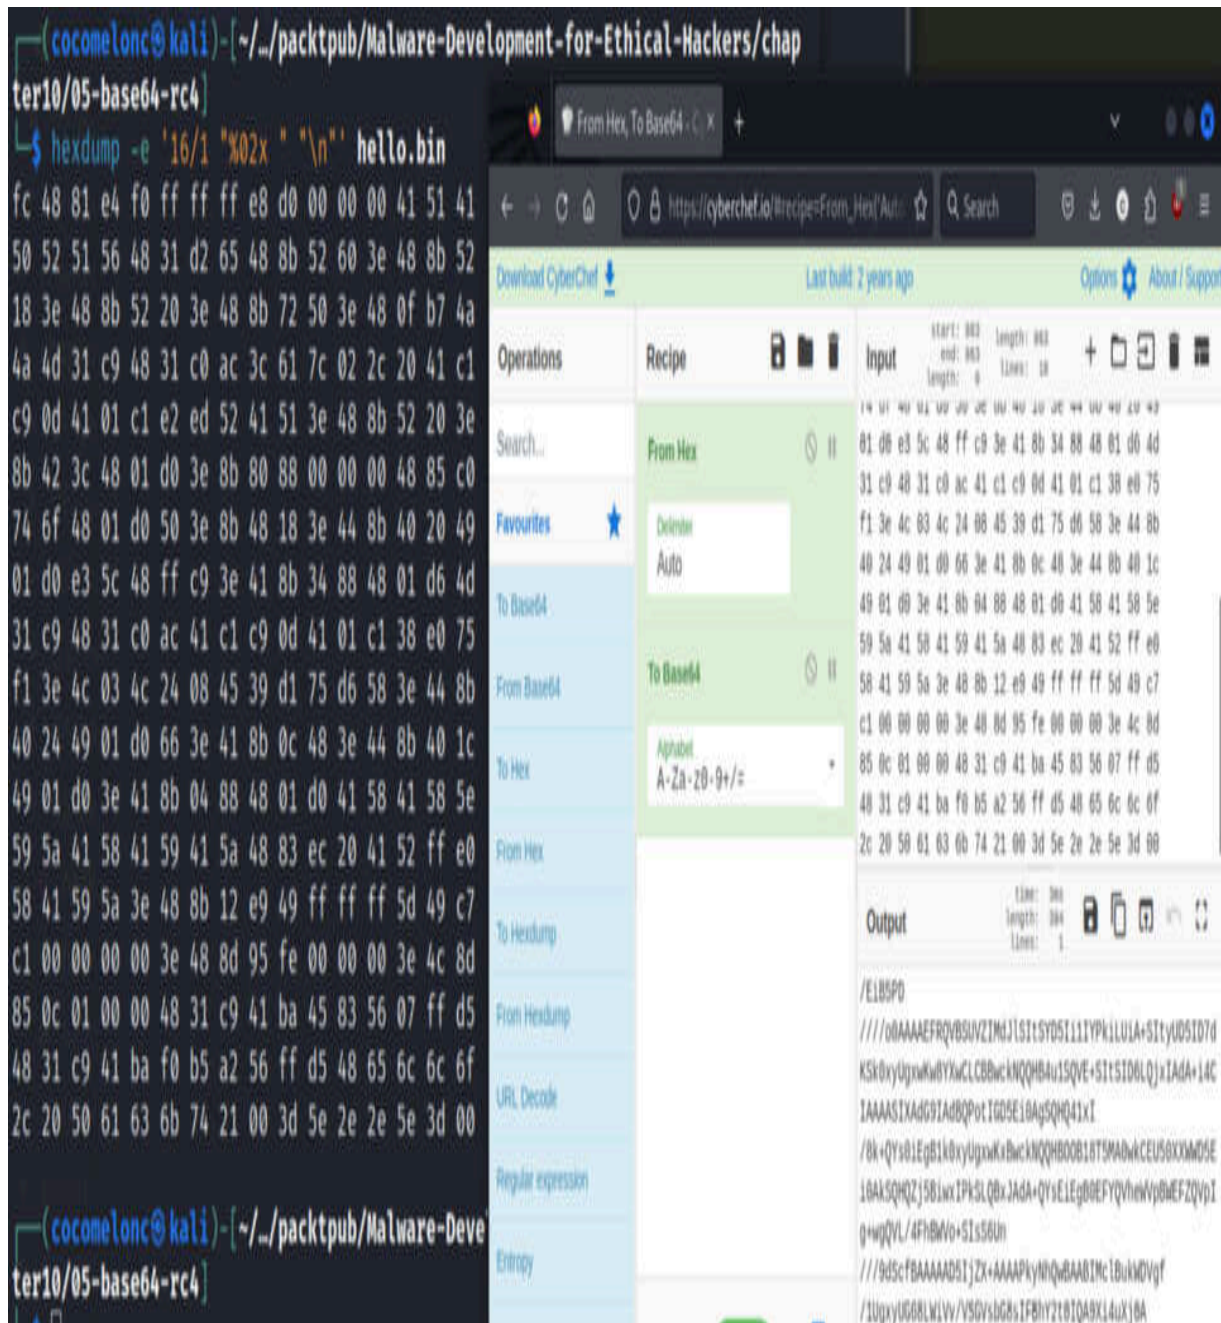 (cocomelonc㉿kali)-[~/../packtpub/Malware-Development-for-Ethical-Hackers/chap
ter10/05-base64-rc4]
$ hexdump -e '16/1 "%02x " "\n"' hello.bin
fc 48 81 e4 f0 ff ff ff e8 d0 00 00 00 41 51 41
50 52 51 56 48 31 d2 65 48 8b 52 60 3e 48 8b 52
18 3e 48 8b 52 20 3e 48 8b 72 50 3e 48 0f b7 4a
4a 4d 31 c9 48 31 c0 ac 3c 61 7c 02 2c 20 41 c1
c9 0d 41 01 c1 e2 ed 52 41 51 3e 48 8b 52 20 3e
8b 42 3c 48 01 d0 3e 8b 80 88 00 00 00 48 85 c0
74 6f 48 01 d0 50 3e 8b 48 18 3e 44 8b 40 20 49
01 d0 e3 5c 48 ff c9 3e 41 8b 34 88 48 01 d6 4d
31 c9 48 31 c0 ac 41 c1 c9 0d 41 01 c1 38 e0 75
f1 3e 4c 03 4c 24 08 45 39 d1 75 d6 58 3e 44 8b
40 24 49 01 d0 66 3e 41 8b 0c 48 3e 44 8b 40 1c
49 01 d0 3e 41 8b 04 88 48 01 d0 41 58 41 58 5e
59 5a 41 58 41 59 41 5a 48 83 ec 20 41 52 ff e0
58 41 59 5a 3e 48 8b 12 e9 49 ff ff ff 5d 49 c7
c1 00 00 00 00 3e 48 8d 95 fe 00 00 00 3e 4c 8d
85 0c 01 00 00 48 31 c9 41 ba 45 83 56 07 ff d5
48 31 c9 41 ba f0 b5 a2 56 ff d5 48 65 6c 6c 6f
2c 20 50 61 63 6b 74 21 00 3d 5e 2e 2e 5e 3d 00
(cocomelonc㉿kali)-[~/../packtpub/Malware-Deve
ter10/05-base64-rc4]
From Hex, To Base64 - C
https://cyberchef.io/#recipe=From_Hex('Aut
Search
Download CyberChef
Last build: 2 years ago
Options
About / Support
Operations
Search...
Favourites
To Base64
From Base64
To Hex
From Hex
To Hexdump
From Hexdump
URL Decode
Regular expression
Entropy
Recipe
From Hex
Delimiter
Auto
To Base64
Alphabet
A-Za-z0-9+/=
Input
start: 863
end: 863
length: 0
length: 863
lines: 18
01 d0 e3 5c 48 ff c9 3e 41 8b 34 88 48 01 d6 4d
31 c9 48 31 c0 ac 41 c1 c9 0d 41 01 c1 38 e0 75
f1 3e 4c 03 4c 24 08 45 39 d1 75 d6 58 3e 44 8b
40 24 49 01 d0 66 3e 41 8b 0c 48 3e 44 8b 40 1c
49 01 d0 3e 41 8b 04 88 48 01 d0 41 58 41 58 5e
59 5a 41 58 41 59 41 5a 48 83 ec 20 41 52 ff e0
58 41 59 5a 3e 48 8b 12 e9 49 ff ff ff 5d 49 c7
c1 00 00 00 00 3e 48 8d 95 fe 00 00 00 3e 4c 8d
85 0c 01 00 00 48 31 c9 41 ba 45 83 56 07 ff d5
48 31 c9 41 ba f0 b5 a2 56 ff d5 48 65 6c 6c 6f
2c 20 50 61 63 6b 74 21 00 3d 5e 2e 2e 5e 3d 00
Output
time: 3ms
length: 384
lines: 1
/EiB5PD